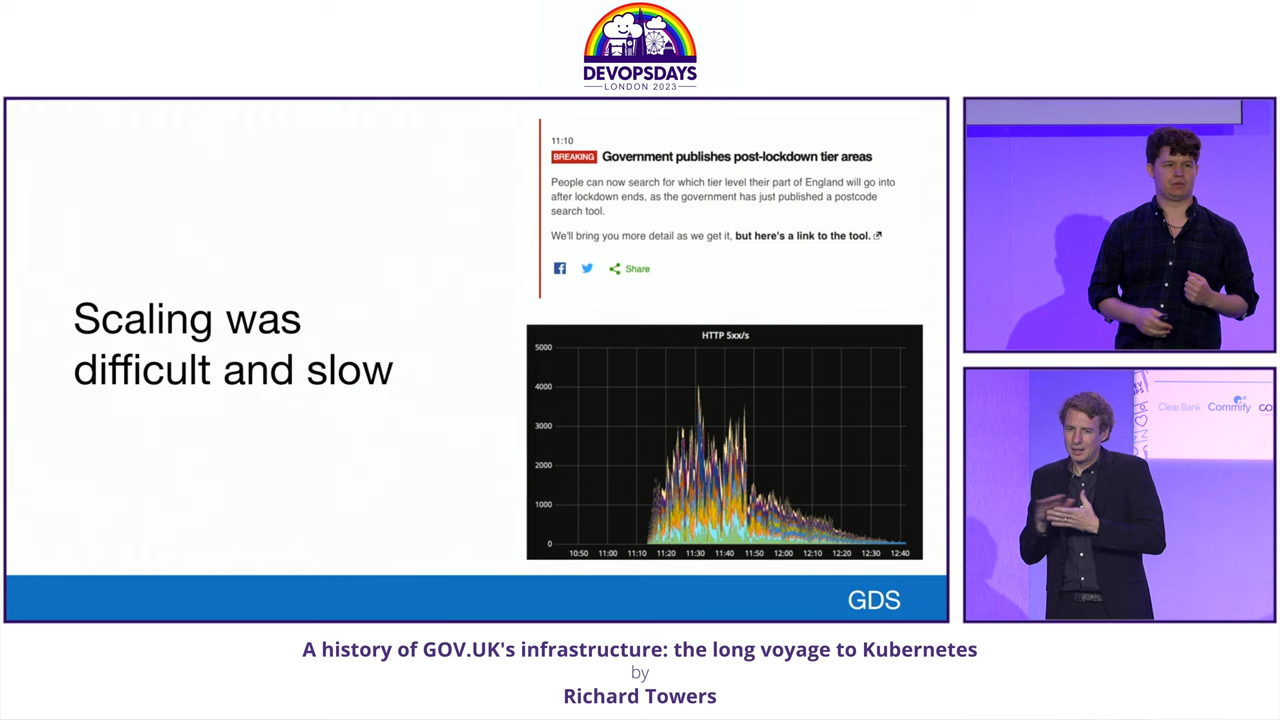 DEVOPSDAYS
LONDON 2023
Scaling was
difficult and slow
11:10
BREAKING Government publishes post-lockdown tier areas
People can now search for which tier level their part of England will go into
after lockdown ends, as the government has just published a postcode
search tool.
We'll bring you more detail as we get it, but here's a link to the tool.
Share
HTTP 5xx/s
5000
4000
3000
2000
1000
0
10:50 11:00 11:10 11:20 11:30 11:40 11:50 12:00 12:10 12:20 12:30 12:40
GDS
Clear.Bank Commify
A history of GOV.UK's infrastructure: the long voyage to Kubernetes
by
Richard Towers